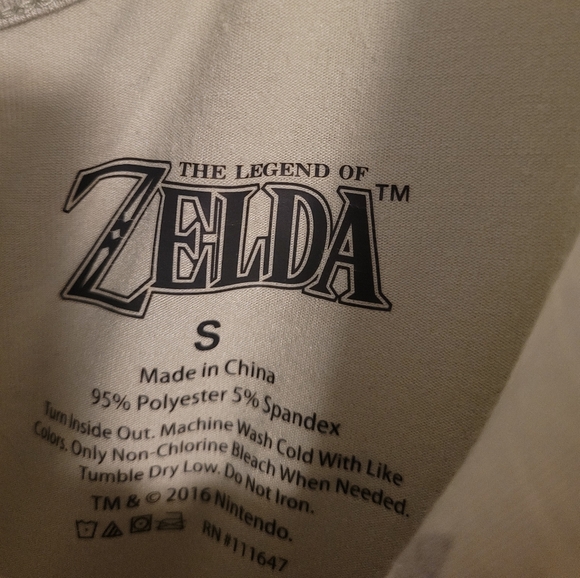 THE LEGEND OF
ZELDA™
S
Made in China
95% Polyester 5% Spandex
Turn Inside Out. Machine Wash Cold With Like
Colors. Only Non-Chlorine Bleach When Needed.
Tumble Dry Low. Do Not Iron.
TM & © 2016 Nintendo.
RN #111647